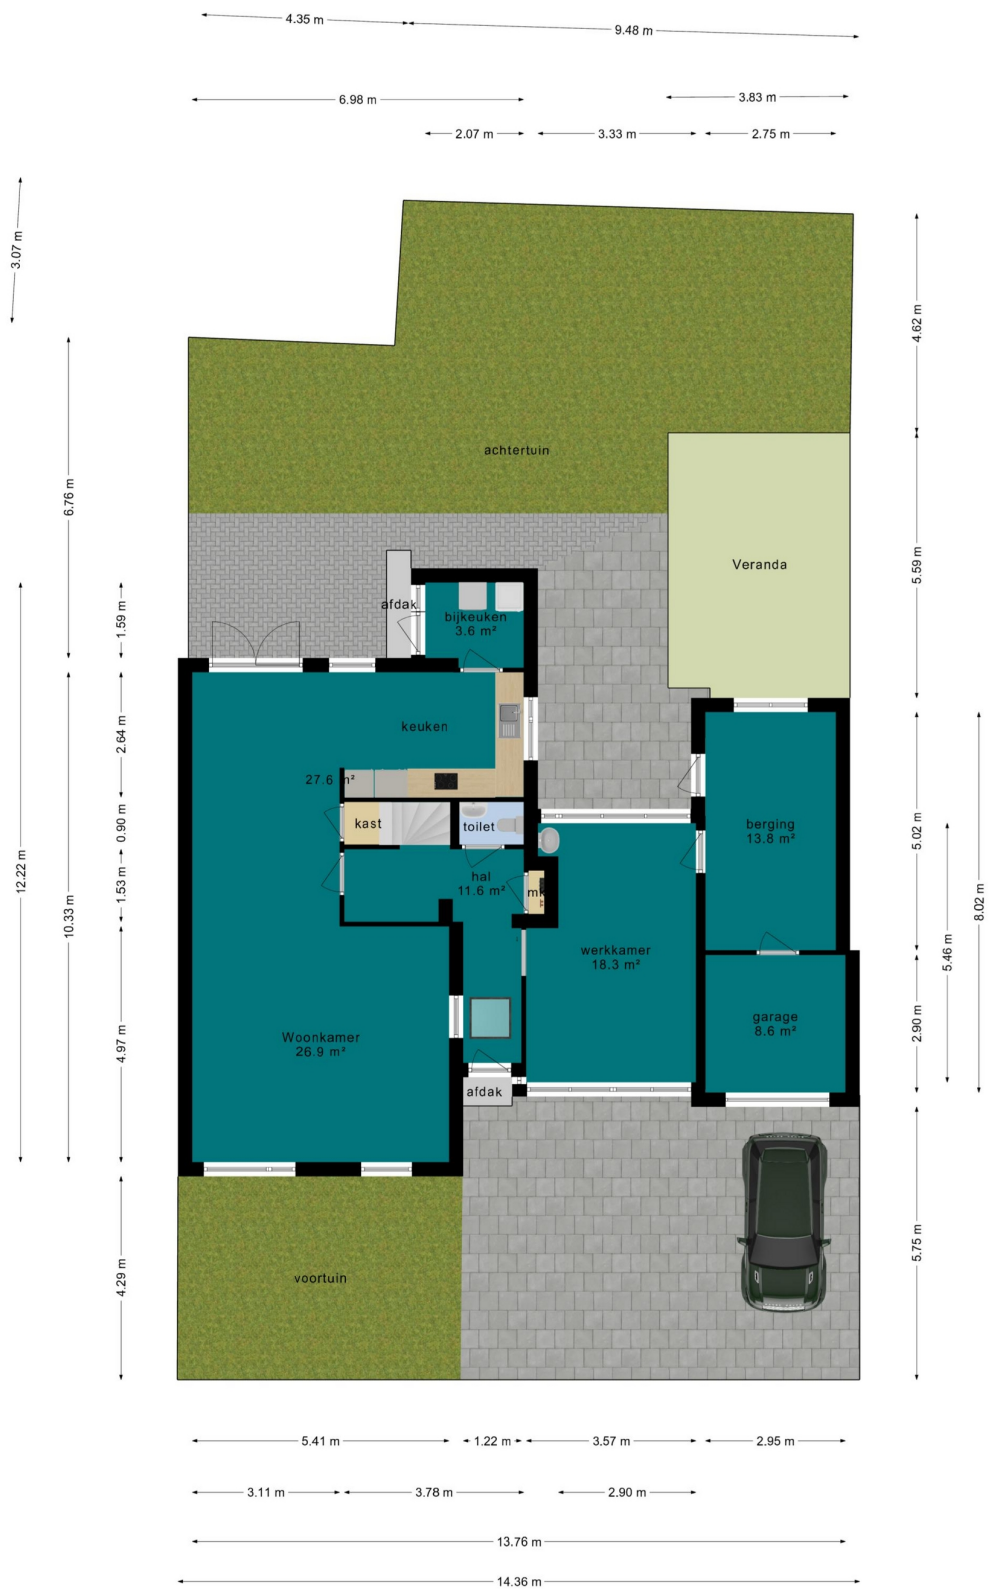 4.35 m
9.48 m
6.98 m
3.83 m
2.07 m
3.33 m
2.75 m
3.07 m
4.62 m
achtertuin
6.76 m
5.59 m
Veranda
1.59 m
afdak
bijkeuken
3.6 m²
keuken
2.64 m
27.6 m²
kast
toilet
0.90 m
berging
13.8 m²
5.02 m
12.22 m
10.33 m
1.53 m
hal
11.6 m²
mk
8.02 m
5.46 m
werkkamer
18.3 m²
4.97 m
Woonkamer
26.9 m²
garage
8.6 m²
2.90 m
afdak
5.75 m
4.29 m
voortuin
5.41 m
1.22 m
3.57 m
2.95 m
3.11 m
3.78 m
2.90 m
13.76 m
14.36 m